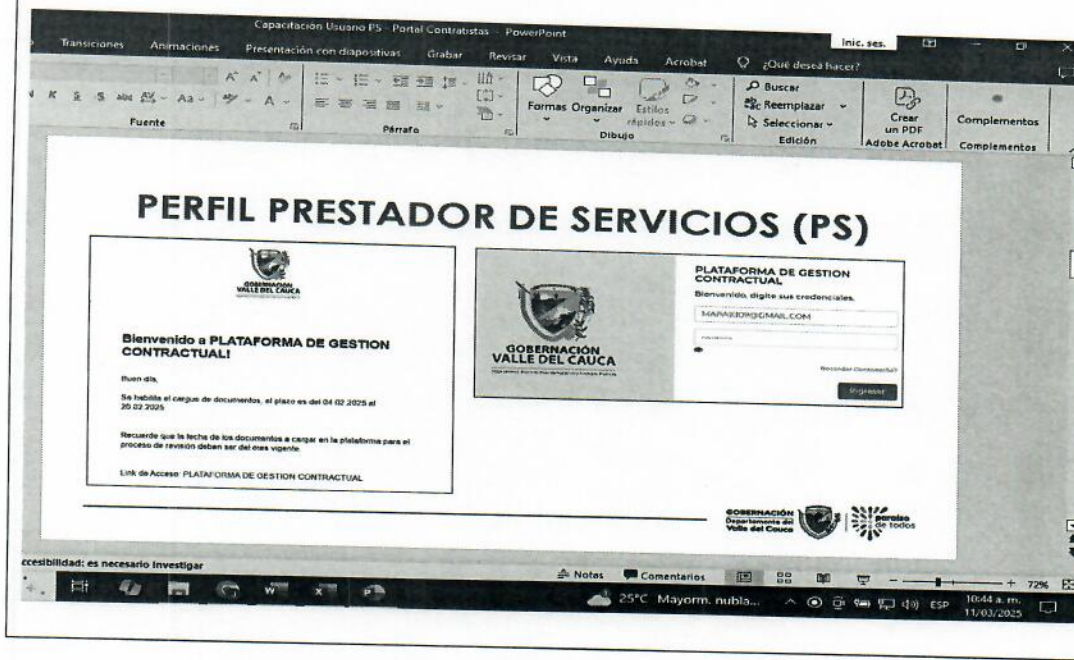 Capacitación Usuario PS - Portal Contratistas - PowerPoint
Inic. ses.
Transiciones Animaciones Presentación con diapositivas Grabar Revisar Vista Ayuda Acrobat ¿Qué desea hacer?
Fuente
Párrafo
Formas Organizar Estilos rápidos
Dibujo
Buscar
Reemplazar
Seleccionar
Edición
Crear un PDF
Adobe Acrobat
Complementos
Complementos
PERFIL PRESTADOR DE SERVICIOS (PS)
GOBERNACIÓN
VALLE DEL CAUCA
Bienvenido a PLATAFORMA DE GESTION
CONTRACTUAL!
Buen día,
Se habilita el cargue de documentos, el plazo es del 04.02.2025 al
20.02.2025
Recuerde que la fecha de los documentos a cargar en la plataforma para el
proceso de revisión deben ser del mes vigente.
Link de Acceso: PLATAFORMA DE GESTION CONTRACTUAL
GOBERNACIÓN
VALLE DEL CAUCA
PLATAFORMA DE GESTION
CONTRACTUAL
Bienvenido, digite sus credenciales.
Ingresar
GOBERNACIÓN
Departamento del
Valle del Cauca
paraíso
de todos
ccesibilidad: es necesario investigar
Notas Comentarios 72%
25°C Mayorm. nubla... ESP 10:44 a. m.
11/03/2025